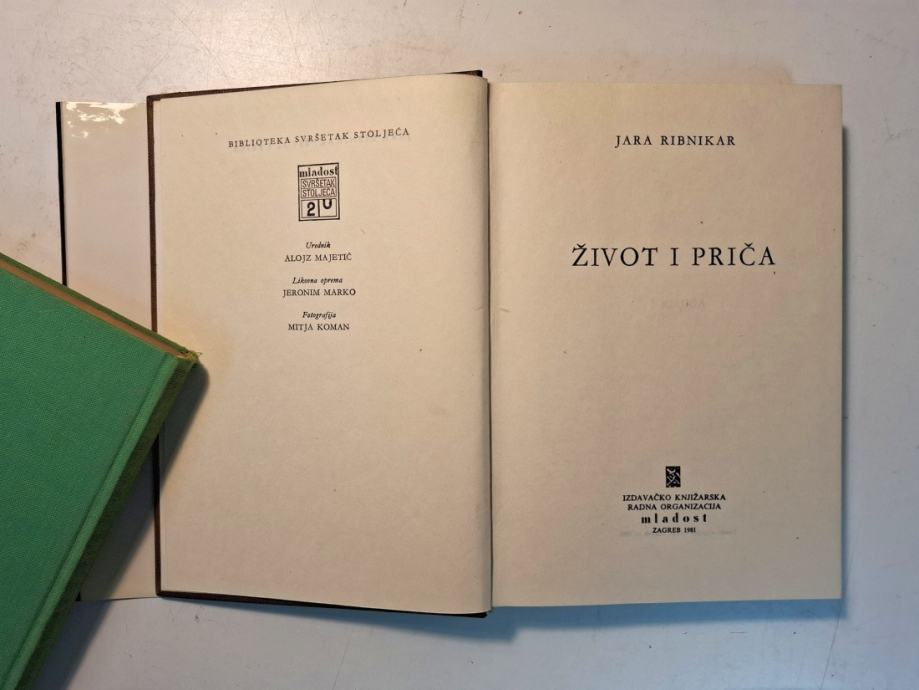 BIBLIOTEKA SVRŠETAK STOLJEĆA
mladost
SVRŠETAK
STOLJEĆA
20
Urednik
ALOJZ MAJETIĆ
Likovna oprema
JERONIM MARKO
Fotografija
MITJA KOMAN
JARA RIBNIKAR
ŽIVOT I PRIČA
IZDAVAČKO KNJIŽARSKA
RADNA ORGANIZACIJA
mladost
ZAGREB 1981